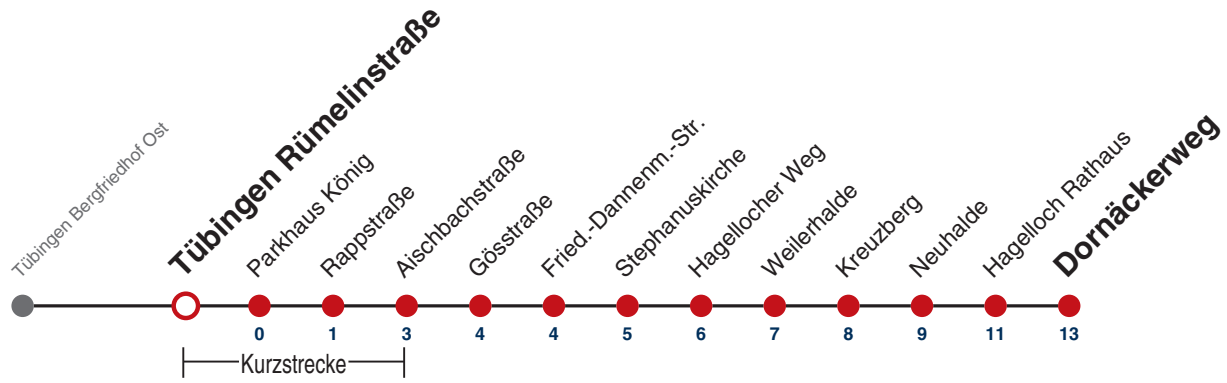 Tübingen Bergfriedhof Ost
Tübingen Rümelinstraße
Parkhaus König
Rappstraße
Aischbachstraße
Gösstraße
Fried.-Dannenm.-Str.
Stephanuskirche
Hagellocher Weg
Weilerhalde
Kreuzberg
Neuhalde
Hagelloch Rathaus
Dornäckerweg
0 1 3 4 4 5 6 7 8 9 11 13
Kurzstrecke